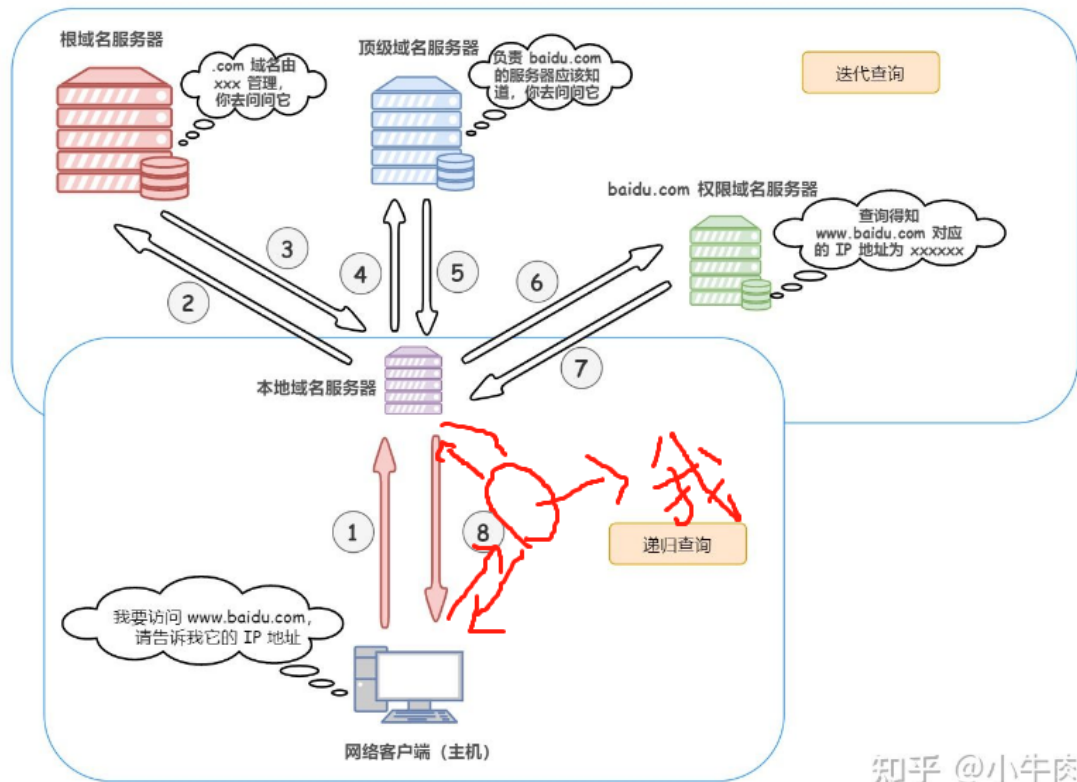 根域名服务器
.com 域名由
xxx 管理，
你去问问它
顶级域名服务器
负责 baidu.com
的服务器应该知
道，你去问问它
迭代查询
baidu.com 权限域名服务器
查询得知
www.baidu.com 对应
的 IP 地址为 xxxxxx
3
4
5
6
2
7
本地域名服务器
我
1
8
递归查询
我要访问 www.baidu.com，
请告诉我它的 IP 地址
网络客户端（主机）
知乎 @小牛肉